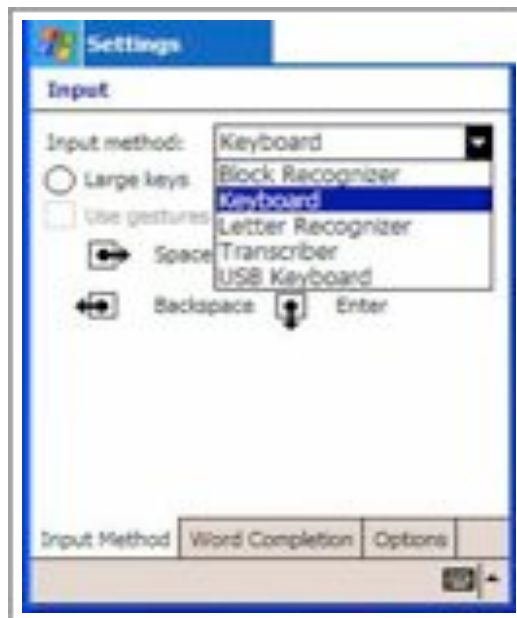 Settings
Input
Input method: Keyboard
Large keys Block Recognizer
Keyboard
Use gestures Letter Recognizer
Space Transcriber
USB Keyboard
Backspace Enter
Input Method Word Completion Options